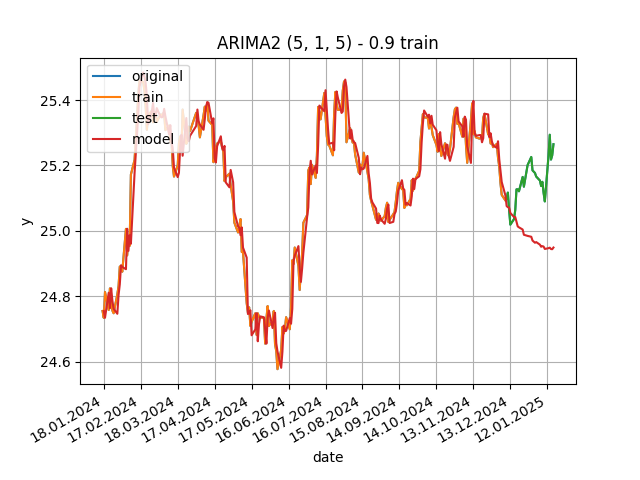 ARIMA2 (5, 1, 5) - 0.9 train
original
train
test
model
25.4
25.2
25.0
24.8
24.6
y
18.01.2024
17.02.2024
18.03.2024
17.04.2024
17.05.2024
16.06.2024
16.07.2024
15.08.2024
14.09.2024
14.10.2024
13.11.2024
13.12.2024
12.01.2025
date